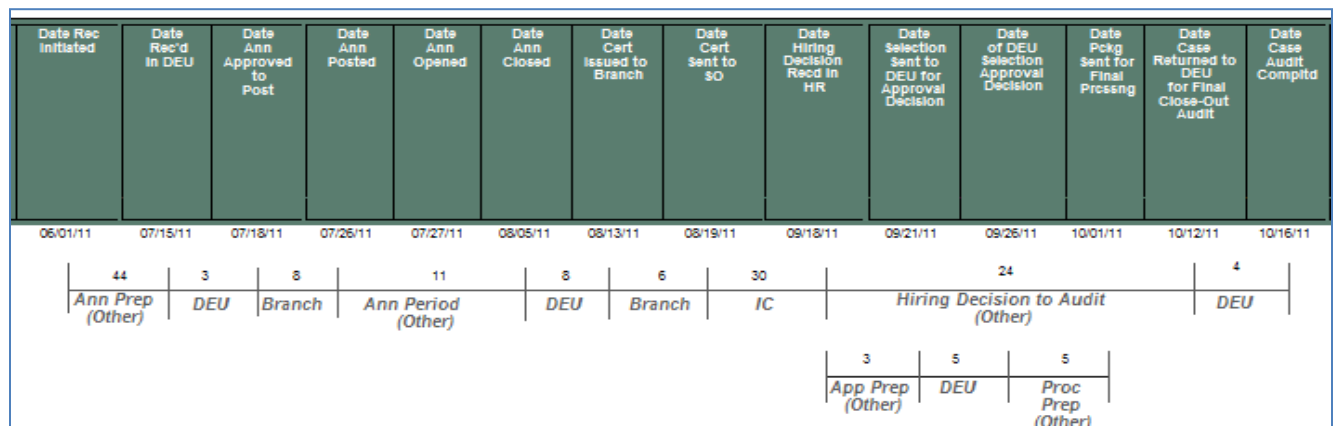 Date Rec
Initiated
Date
Rec'd
in DEU
Date
Ann
Approved
to
Post
Date
Ann
Posted
Date
Ann
Opened
Date
Ann
Closed
Date
Cert
Issued to
Branch
Date
Cert
Sent to
SO
Date
Hiring
Decision
Recd in
HR
Date
Selection
Sent to
DEU for
Approval
Decision
Date
of DEU
Selection
Approval
Decision
Date
Pckg
Sent for
Final
Prcssng
Date
Case
Returned to
DEU
for Final
Close-Out
Audit
Date
Case
Audit
Compltd
06/01/11 07/15/11 07/18/11 07/26/11 07/27/11 08/05/11 08/13/11 08/19/11 09/18/11 09/21/11 09/26/11 10/01/11 10/12/11 10/16/11
44 3 8 11 8 6 30 24 4
Ann Prep
(Other)
DEU
Branch
Ann Period
(Other)
DEU
Branch
IC
Hiring Decision to Audit
(Other)
DEU
3 5 5
App Prep
(Other)
DEU
Proc
Prep
(Other)